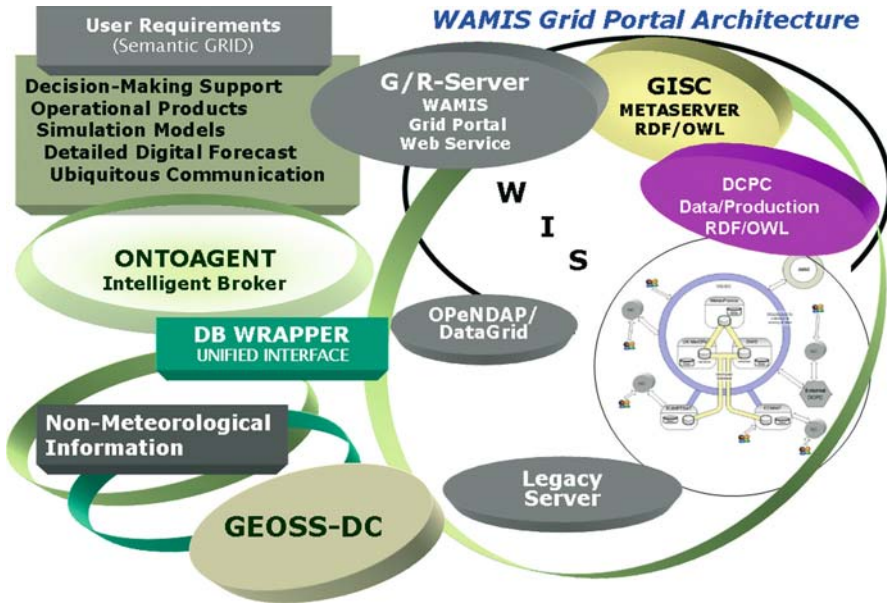 WAMIS Grid Portal Architecture
User Requirements
(Semantic GRID)
Decision-Making Support
Operational Products
Simulation Models
Detailed Digital Forecast
Ubiquitous Communication
G/R-Server
WAMIS
Grid Portal
Web Service
GISC
METASERVER
RDF/OWL
DCPC
Data/Production
RDF/OWL
W
I
S
ONTOAGENT
Intelligent Broker
OPeNDAP/
DataGrid
DB WRAPPER
UNIFIED INTERFACE
Non-Meteorological
Information
Legacy
Server
GEOSS-DC